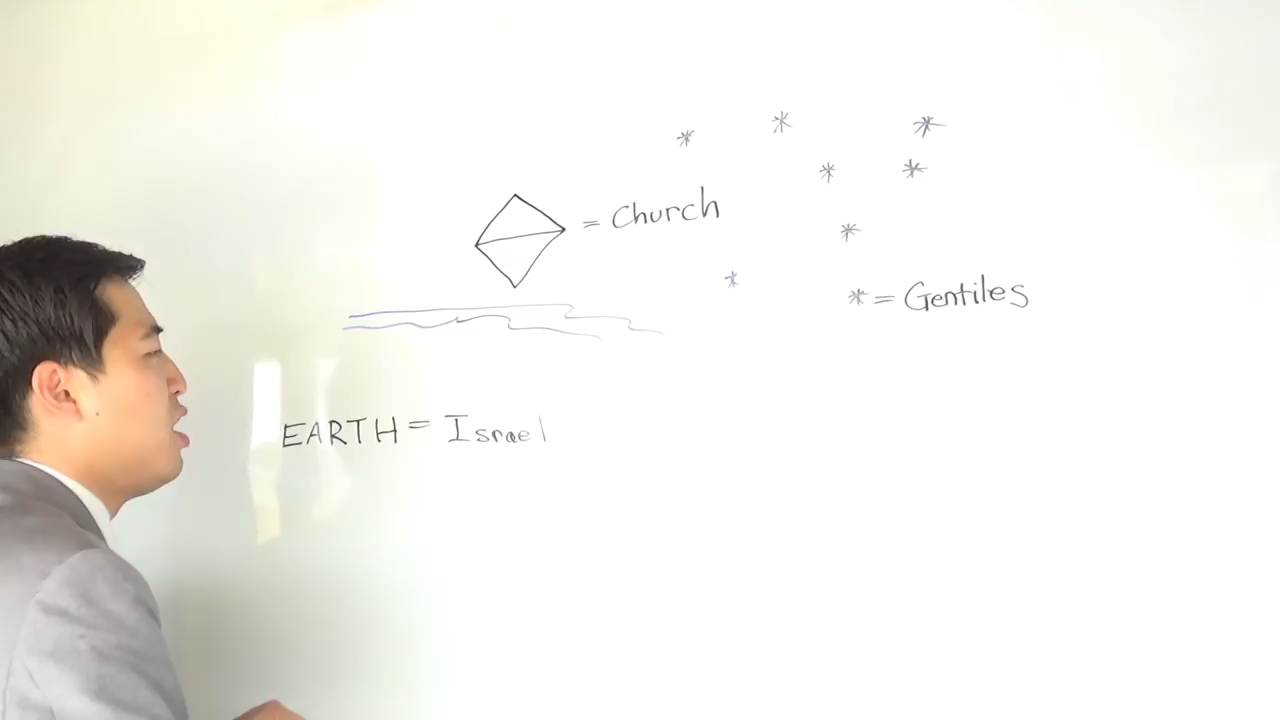 = Church
* = Gentiles
EARTH = Israel